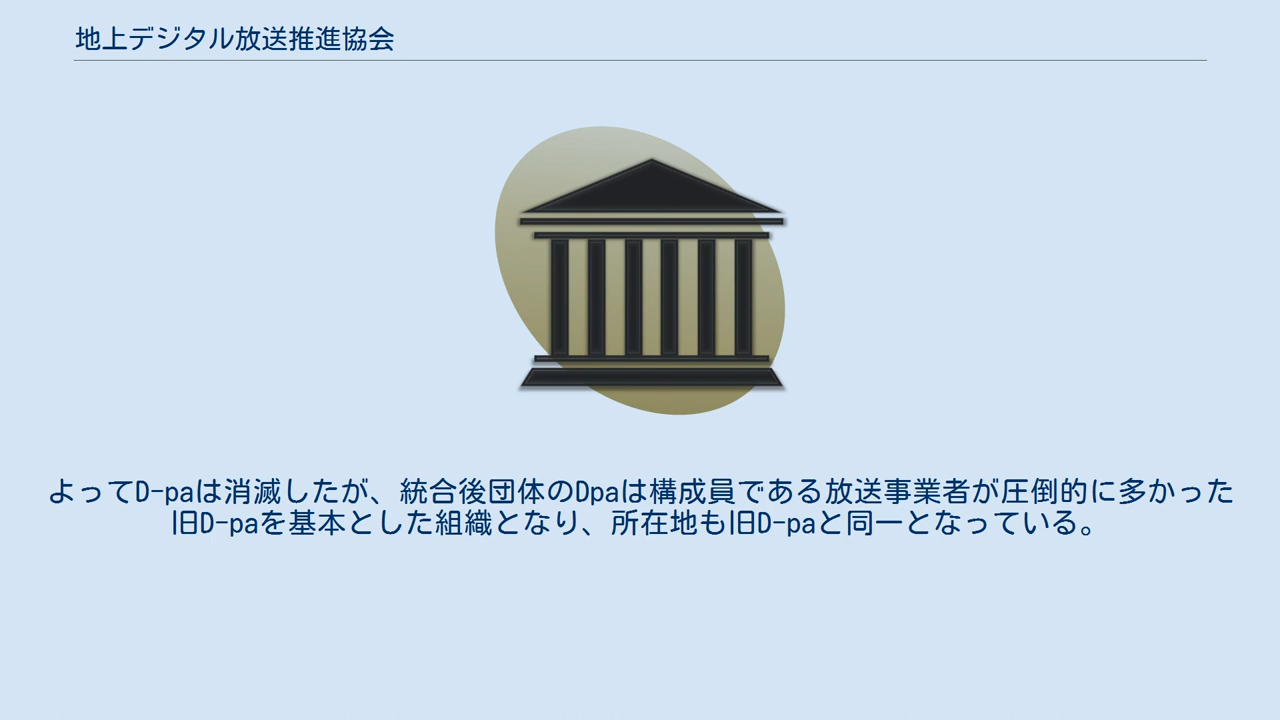 地上デジタル放送推進協会
よってD-paは消滅したが、統合後団体のDpaは構成員である放送事業者が圧倒的に多かった
旧D-paを基本とした組織となり、所在地も旧D-paと同一となっている。